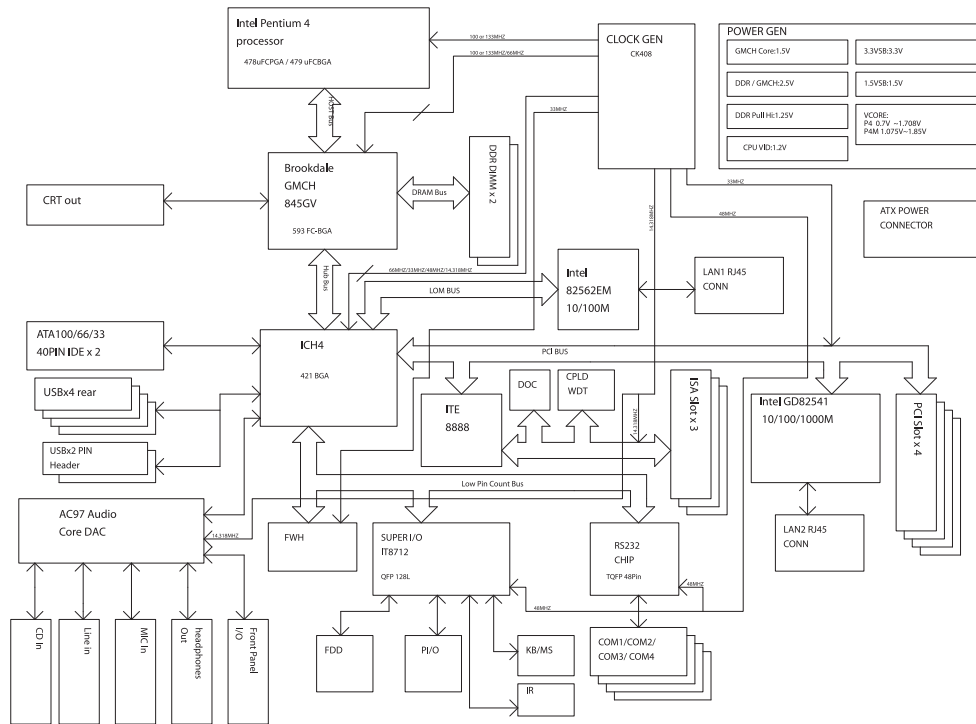 Intel Pentium 4
processor
478uFCPGA / 479 uFCBGA
100 or 133MHZ
100 or 133MHZ/66MHZ
33MHZ
CLOCK GEN
CK408
POWER GEN
GMCH Core:1.5V
3.3VSB:3.3V
DDR / GMCH:2.5V
1.5VSB:1.5V
DDR Pull Hi:1.25V
VCORE:
P4 0.7V ~1.708V
P4M 1.075V~1.85V
CPU VID:1.2V
HOST Bus
Brookdale
GMCH
845GV
593 FC-BGA
DRAM Bus
DDR DIMM x 2
CRT out
33MHZ
48MHZ
14.318MHZ
ATX POWER
CONNECTOR
Hub Bus
66MHZ/33MHZ/48MHZ/14.318MHZ
LOM BUS
Intel
82562EM
10/100M
LAN1 RJ45
CONN
ATA100/66/33
40PIN IDE x 2
ICH4
421 BGA
PCI BUS
USBx4 rear
USBx2 PIN
Header
ITE
8888
DOC
CPLD
WDT
14.318MHZ
ISA Slot x 3
Intel GD82541
10/100/1000M
PCI Slot x 4
Low Pin Count Bus
AC97 Audio
Core DAC
14.318MHZ
FWH
SUPER I/O
IT8712
QFP 128L
RS232
CHIP
TQFP 48Pin
48MHZ
48MHZ
LAN2 RJ45
CONN
CD In
Line in
MIC In
headphones
Out
Front Panel
I/O
FDD
PI/O
KB/MS
IR
COM1/COM2/
COM3/ COM4